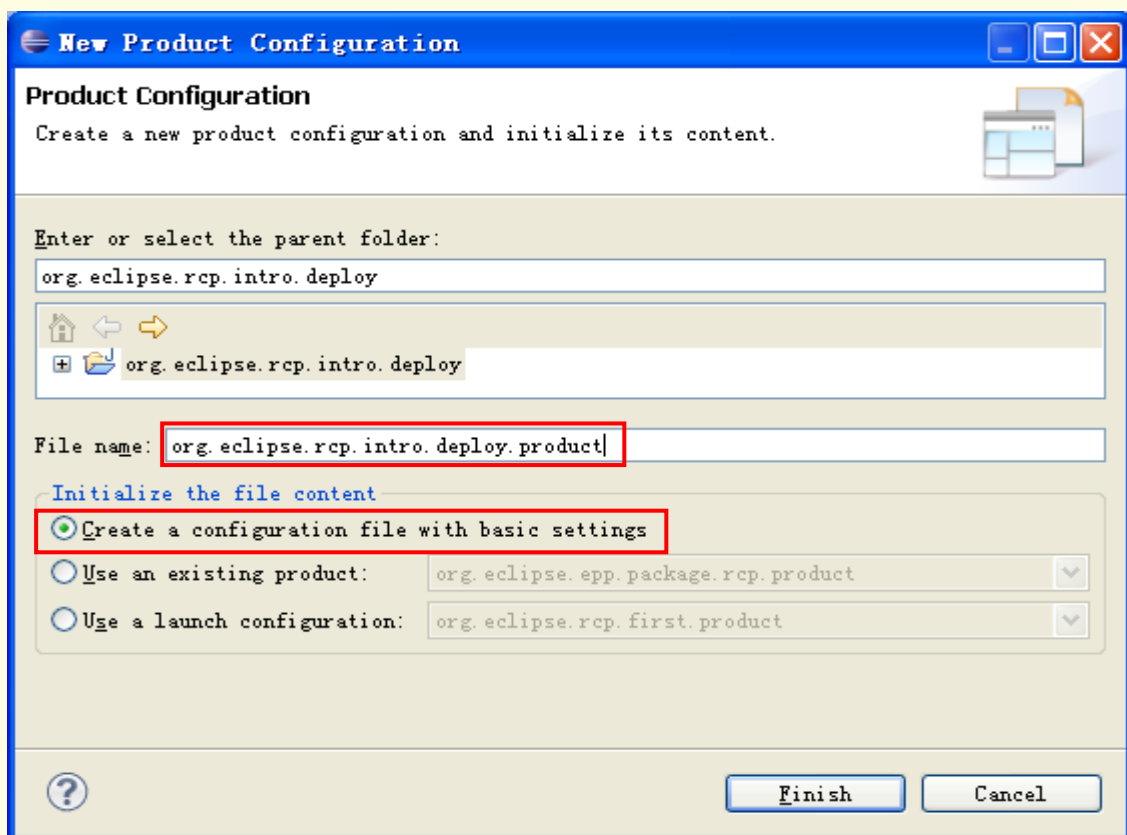 New Product Configuration
Product Configuration
Create a new product configuration and initialize its content.
Enter or select the parent folder:
org.eclipse.rcp.intro.deploy
org.eclipse.rcp.intro.deploy
File name: org.eclipse.rcp.intro.deploy.product
Initialize the file content
Create a configuration file with basic settings
Use an existing product: org.eclipse.epp.package.rcp.product
Use a launch configuration: org.eclipse.rcp.first.product
Finish Cancel